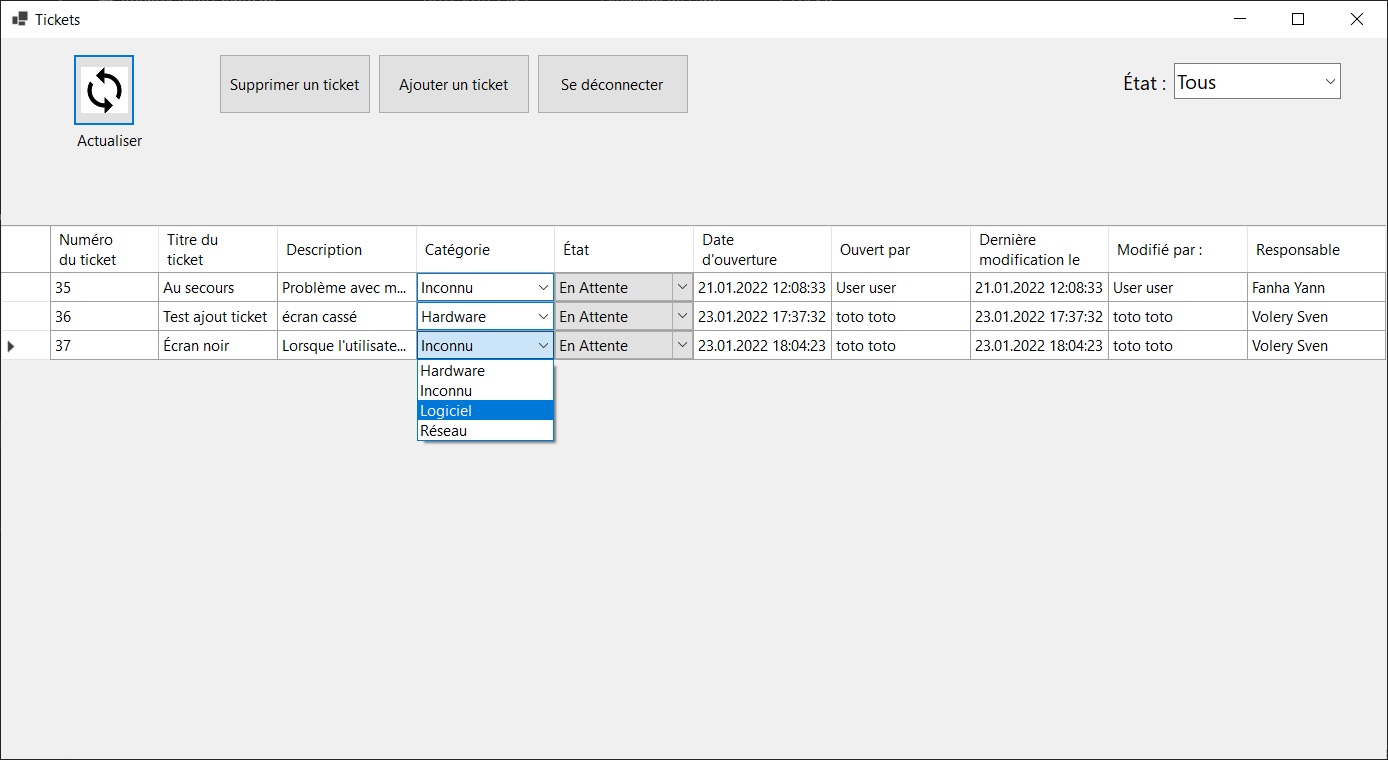 Tickets
Supprimer un ticket
Ajouter un ticket
Se déconnecter
État :
Tous
Actualiser
Numéro
du ticket
Titre du
ticket
Description
Catégorie
État
Date
d'ouverture
Ouvert par
Dernière
modification le
Modifié par :
Responsable
35 Au secours Problème avec m... Inconnu En Attente 21.01.2022 12:08:33 User user 21.01.2022 12:08:33 User user Fanha Yann
36 Test ajout ticket écran cassé Hardware En Attente 23.01.2022 17:37:32 toto toto 23.01.2022 17:37:32 toto toto Volery Sven
37 Écran noir Lorsque l'utilisate... Inconnu En Attente 23.01.2022 18:04:23 toto toto 23.01.2022 18:04:23 toto toto Volery Sven
Hardware
Inconnu
Logiciel
Réseau